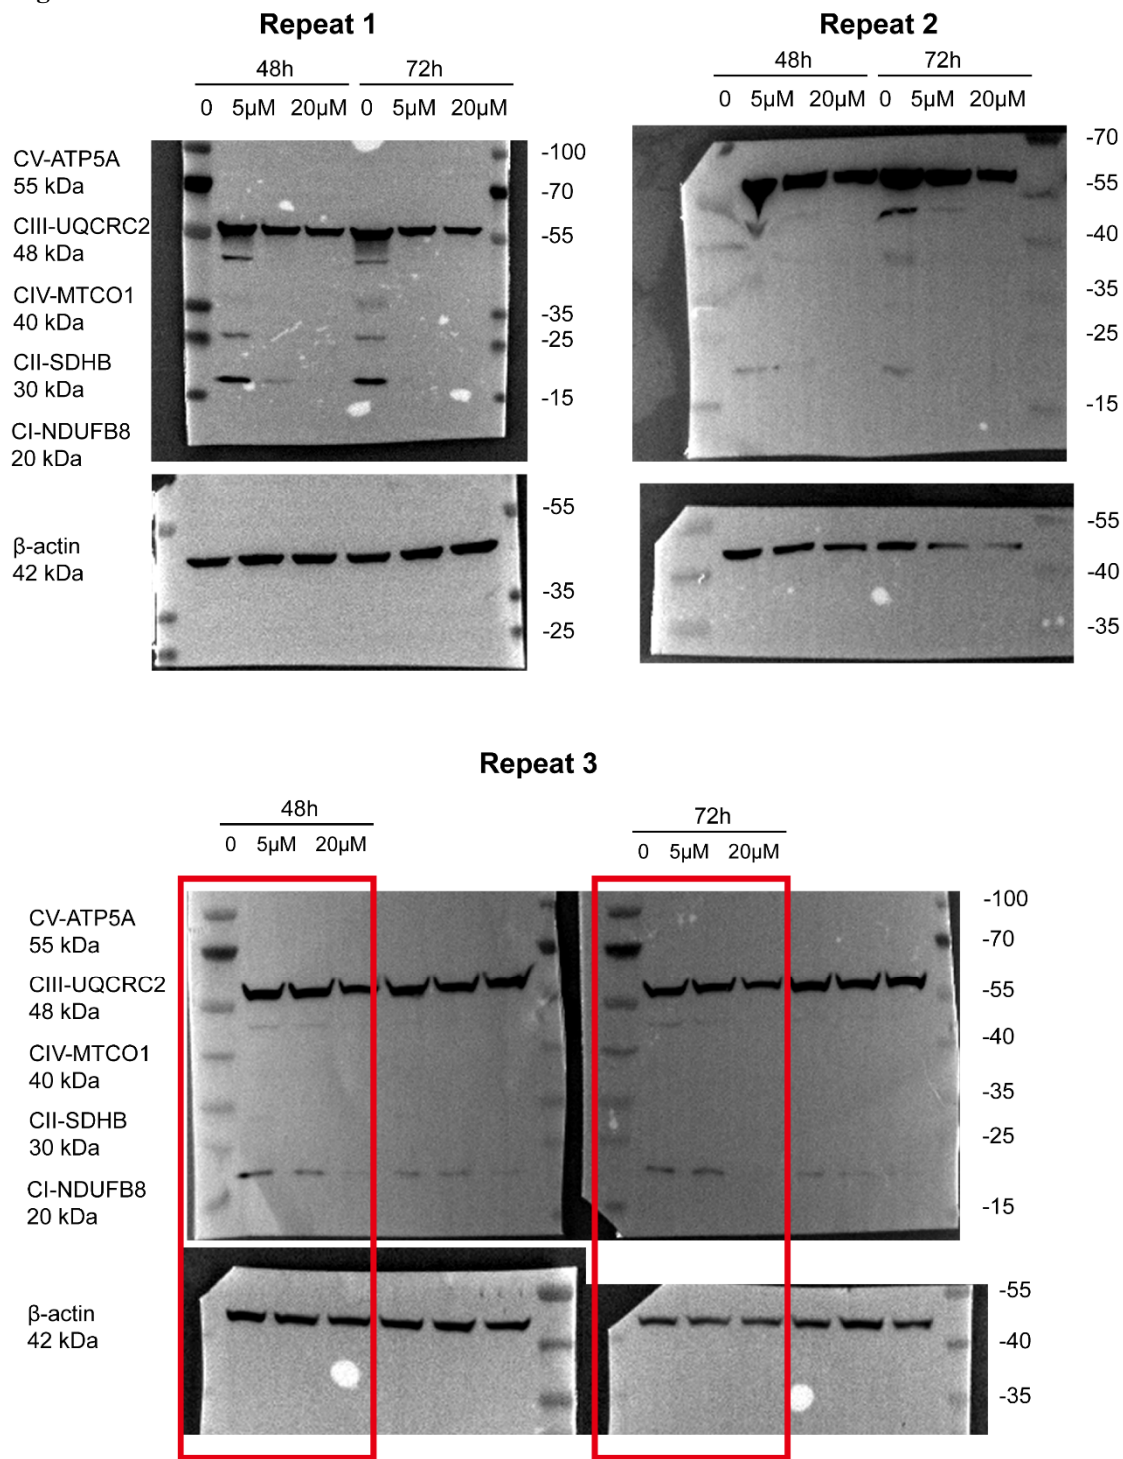 Repeat 1
48h 72h
0 5µM 20µM 0 5µM 20µM
CV-ATP5A
55 kDa
CIII-UQCRC2
48 kDa
CIV-MTCO1
40 kDa
CII-SDHB
30 kDa
CI-NDUFB8
20 kDa
-100
-70
-55
-35
-25
-15
β-actin
42 kDa
-55
-35
-25
Repeat 2
48h 72h
0 5µM 20µM 0 5µM 20µM
-70
-55
-40
-35
-25
-15
-55
-40
-35
Repeat 3
48h
0 5µM 20µM
72h
0 5µM 20µM
CV-ATP5A
55 kDa
CIII-UQCRC2
48 kDa
CIV-MTCO1
40 kDa
CII-SDHB
30 kDa
CI-NDUFB8
20 kDa
-100
-70
-55
-40
-35
-25
-15
β-actin
42 kDa
-55
-40
-35